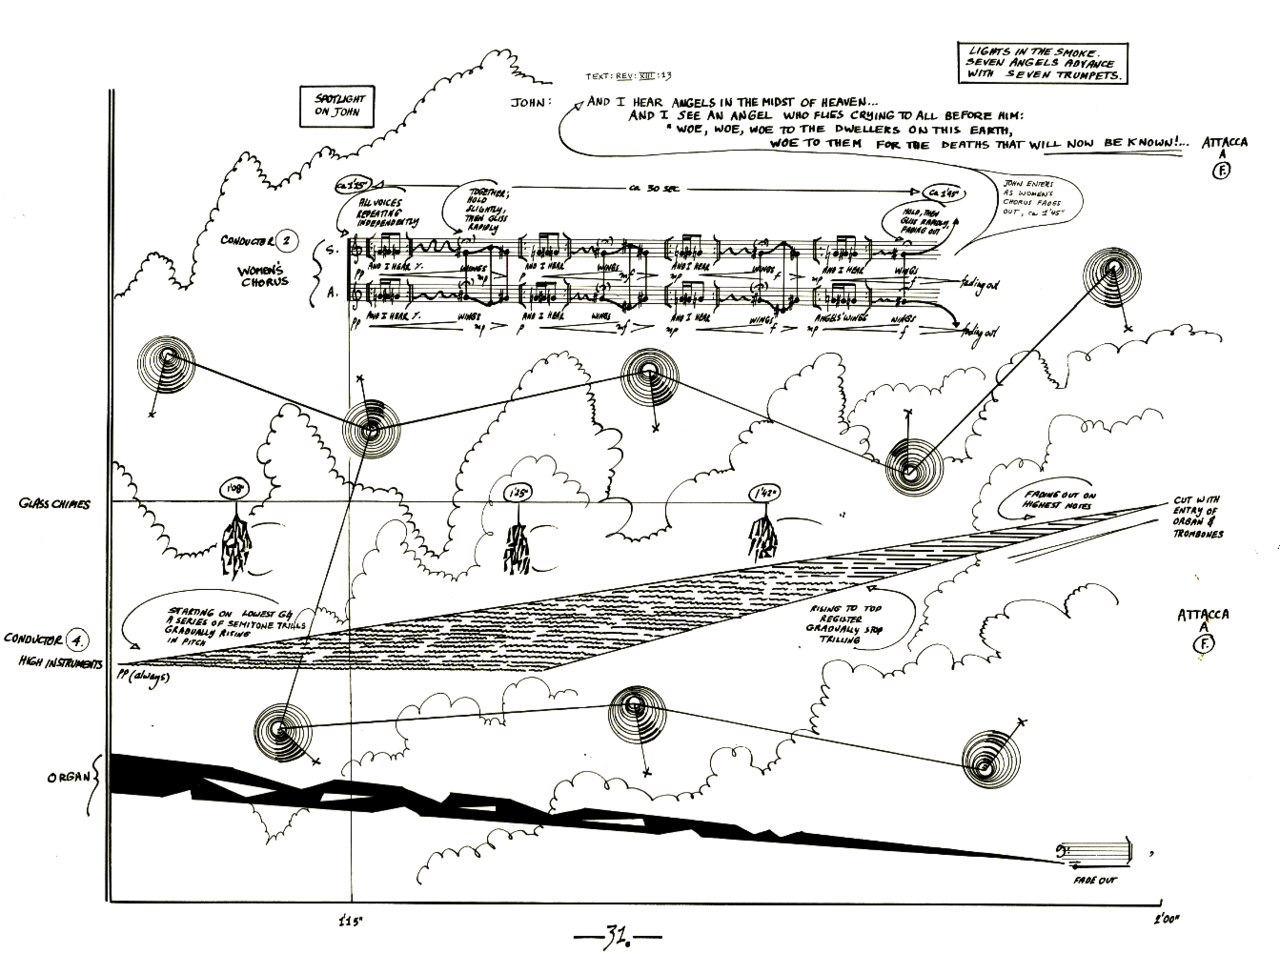 LIGHTS IN THE SMOKE.
SEVEN ANGELS ADVANCE
WITH SEVEN TRUMPETS.
TEXT: REV: XIII :13
SPOTLIGHT
ON JOHN
JOHN:
AND I HEAR ANGELS IN THE MIDST OF HEAVEN...
AND I SEE AN ANGEL WHO FLIES CRYING TO ALL BEFORE HIM:
"WOE, WOE, WOE TO THE DWELLERS ON THIS EARTH,
WOE TO THEM FOR THE DEATHS THAT WILL NOW BE KNOWN!...
ATTACCA
A
F.
ca 1'15"
ca 30 SEC
ca 1'45"
JOHN ENTERS
AS WOMEN'S
CHORUS FADES
OUT, ca 1'45"
ALL VOICES
REPEATING
INDEPENDENTLY
TOGETHER;
HOLD
SLIGHTLY,
THEN GLISS
RAPIDLY
HOLD, THEN
GLISS RAPIDLY,
FADING OUT
CONDUCTOR 2
WOMEN'S
CHORUS
S.
AND I HEAR WINGS AND I HEAR WINGS AND I HEAR WINGS AND I HEAR WINGS
pp mp p mf mp f mp f fading out
A.
AND I HEAR WINGS AND I HEAR WINGS AND I HEAR WINGS ANGELS' WINGS WINGS
pp mp p mf mp f mp f fading out
GLASS CHIMES
1'08"
1'25"
1'42"
FADING OUT ON
HIGHEST NOTES
CUT WITH
ENTRY OF
ORGAN &
TROMBONES
STARTING ON LOWEST G♮
A SERIES OF SEMITONE TRILLS
GRADUALLY RISING
IN PITCH
RISING TO TOP
REGISTER
GRADUALLY STOP
TRILLING
CONDUCTOR 4.
HIGH INSTRUMENTS
pp (always)
ATTACCA
A
F.
ORGAN
FADE OUT
1'15"
2'00"
—31.—